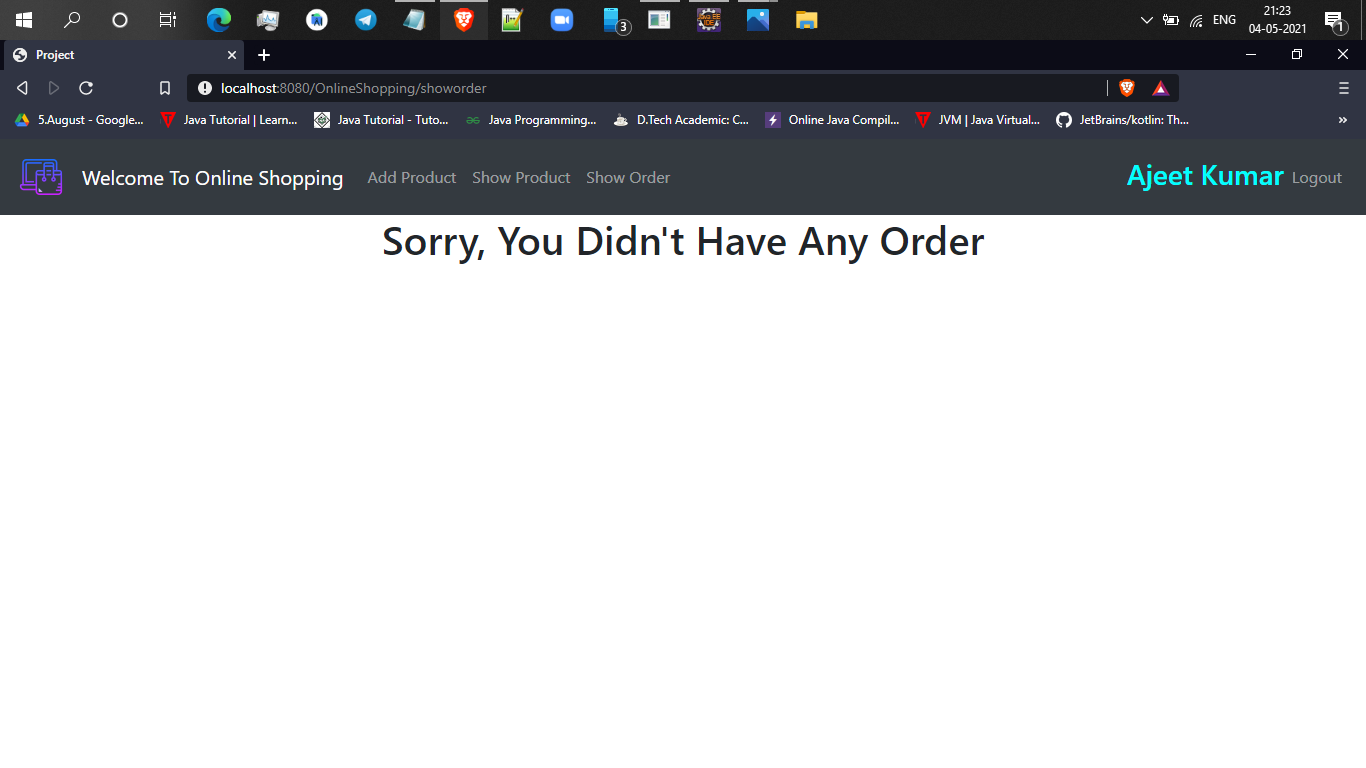 ENG
21:23
04-05-2021
3
1
Project
localhost:8080/OnlineShopping/showorder
5.August - Google...
Java Tutorial | Learn...
Java Tutorial - Tuto...
Java Programming...
D.Tech Academic: C...
Online Java Compil...
JVM | Java Virtual...
JetBrains/kotlin: Th...
»
Welcome To Online Shopping
Add Product
Show Product
Show Order
Ajeet Kumar
Logout
Sorry, You Didn't Have Any Order